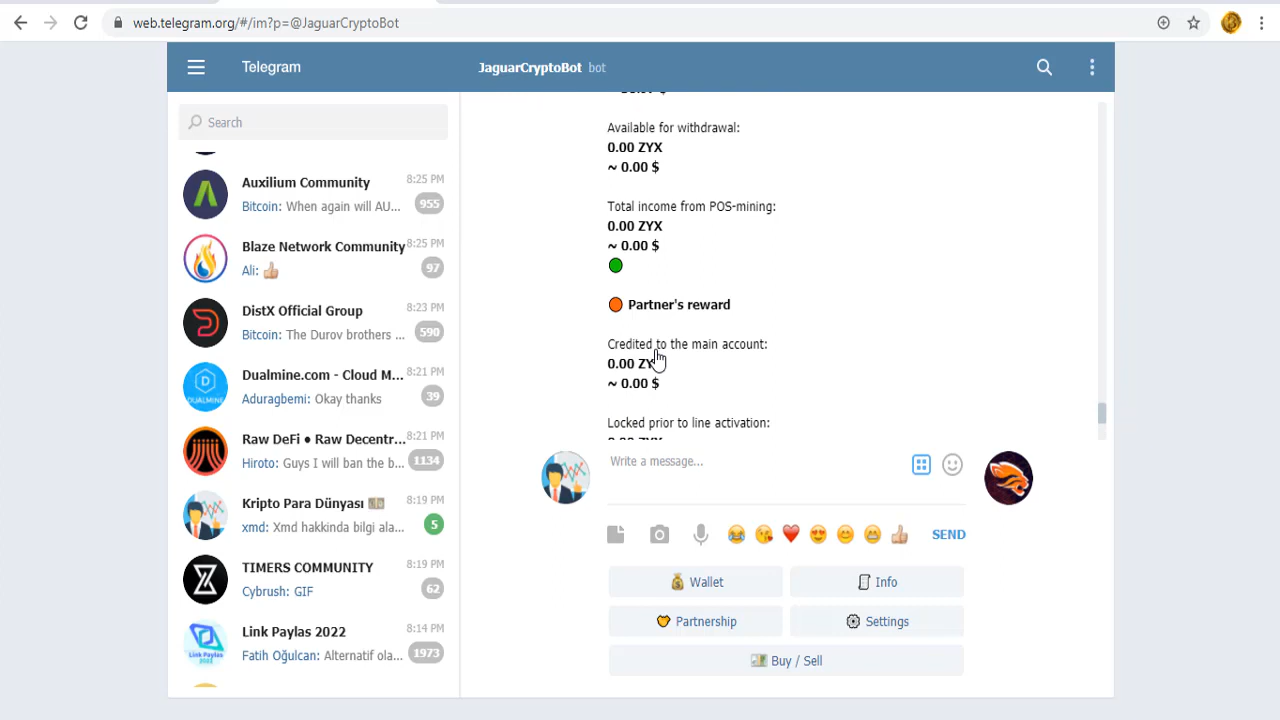 web.telegram.org/#/im?p=@JaguarCryptoBot
Telegram
JaguarCryptoBot bot
Search
Auxilium Community 8:25 PM
Bitcoin: When again will AU... 955
Blaze Network Community 8:25 PM
Ali: 👍 97
DistX Official Group 8:23 PM
Bitcoin: The Durov brothers ... 590
Dualmine.com - Cloud M... 8:21 PM
Aduragbemi: Okay thanks 39
DUALMINE
Raw DeFi ● Raw Decentr... 8:21 PM
Hiroto: Guys I will ban the b... 1134
Kripto Para Dünyası 💵 8:19 PM
xmd: Xmd hakkında bilgi ala... 5
TIMERS COMMUNITY 8:19 PM
Cybrush: GIF 62
Link Paylas 2022 8:14 PM
Fatih Oğulcan: Alternatif ola... 1973
Link Paylas
2022
Available for withdrawal:
0.00 ZYX
~ 0.00 $
Total income from POS-mining:
0.00 ZYX
~ 0.00 $
Partner's reward
Credited to the main account:
0.00 ZYX
~ 0.00 $
Locked prior to line activation:
0.00 ZYX
Write a message...
SEND
Wallet
Info
Partnership
Settings
Buy / Sell